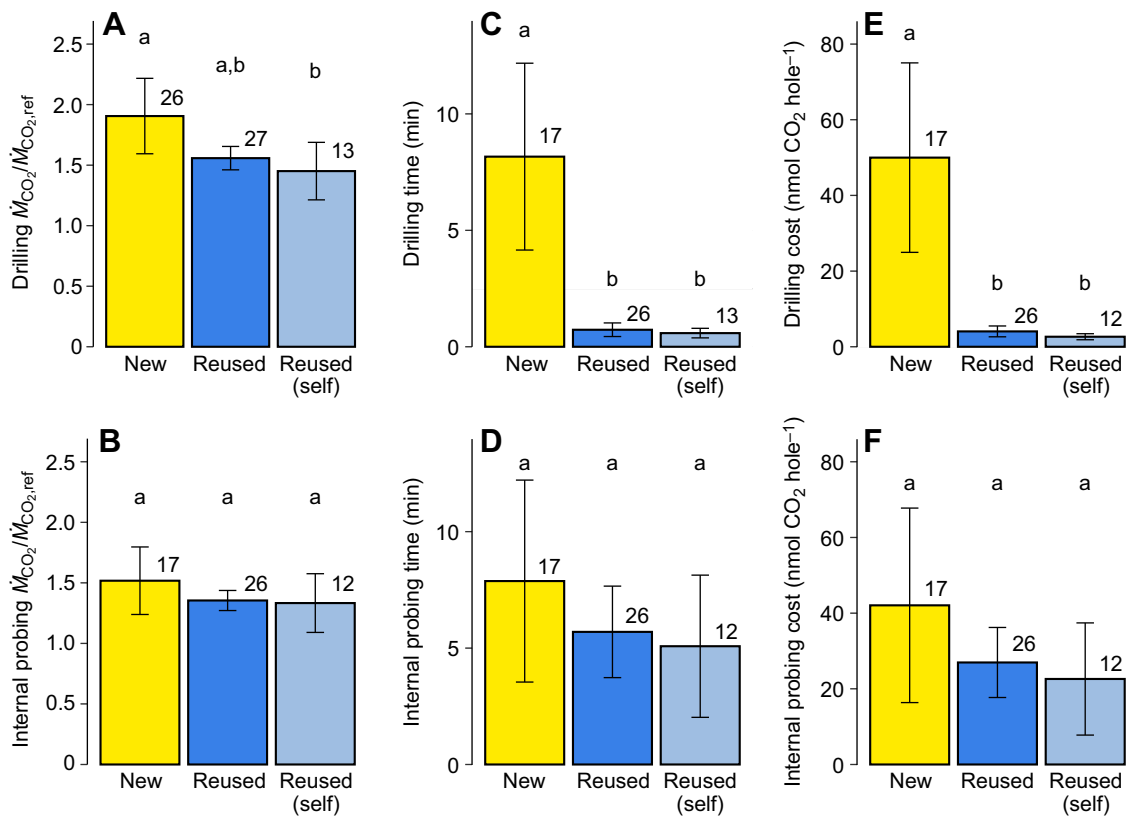 A
Drilling ṀCO₂/ṀCO₂,ref
2.5
2.0
1.5
1.0
0.5
0
a
a,b
b
26
27
13
New
Reused
Reused
(self)
C
Drilling time (min)
10
5
0
a
b
b
17
26
13
New
Reused
Reused
(self)
E
Drilling cost (nmol CO₂ hole⁻¹)
80
60
40
20
0
a
b
b
17
26
12
New
Reused
Reused
(self)
B
Internal probing ṀCO₂/ṀCO₂,ref
2.5
2.0
1.5
1.0
0.5
0
a
a
a
17
26
12
New
Reused
Reused
(self)
D
Internal probing time (min)
10
5
0
a
a
a
17
26
12
New
Reused
Reused
(self)
F
Internal probing cost (nmol CO₂ hole⁻¹)
80
60
40
20
0
a
a
a
17
26
12
New
Reused
Reused
(self)